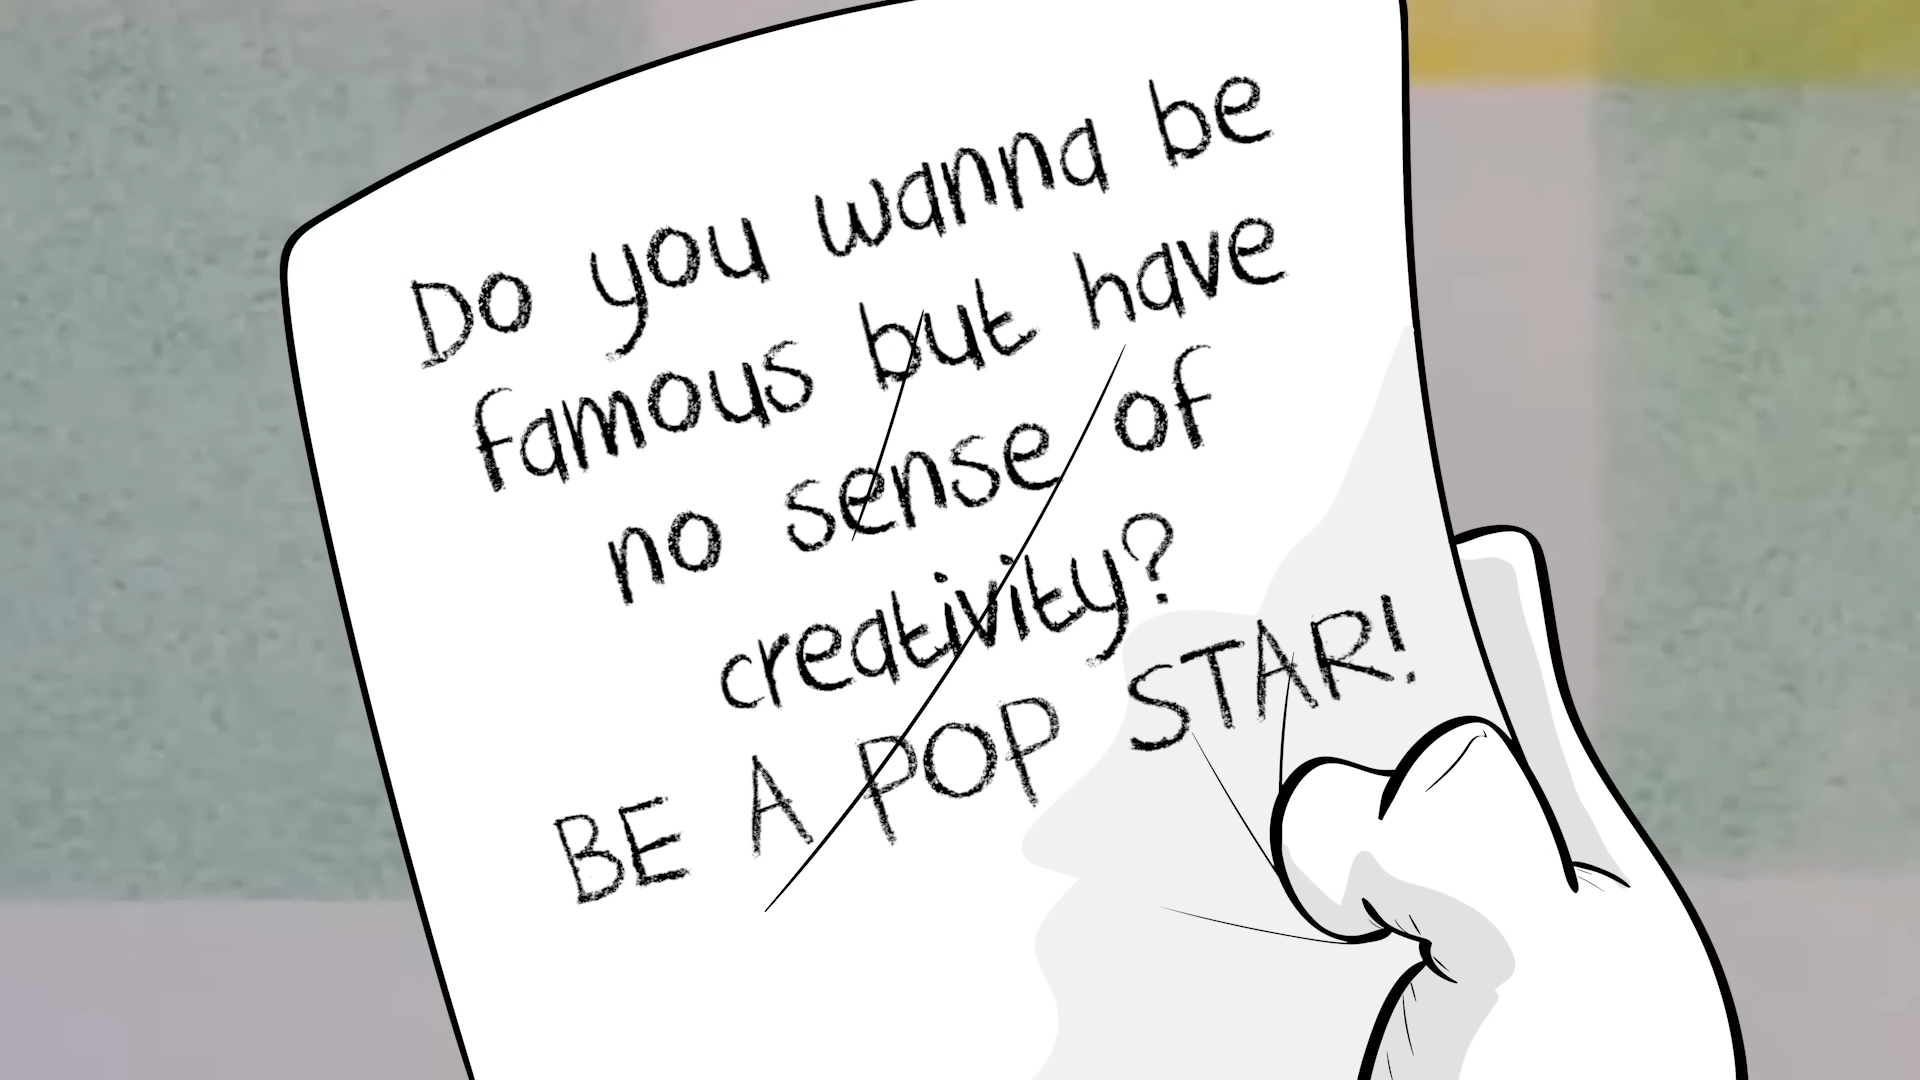 Do you wanna be
famous but have
no sense of
creativity?
BE A POP STAR!